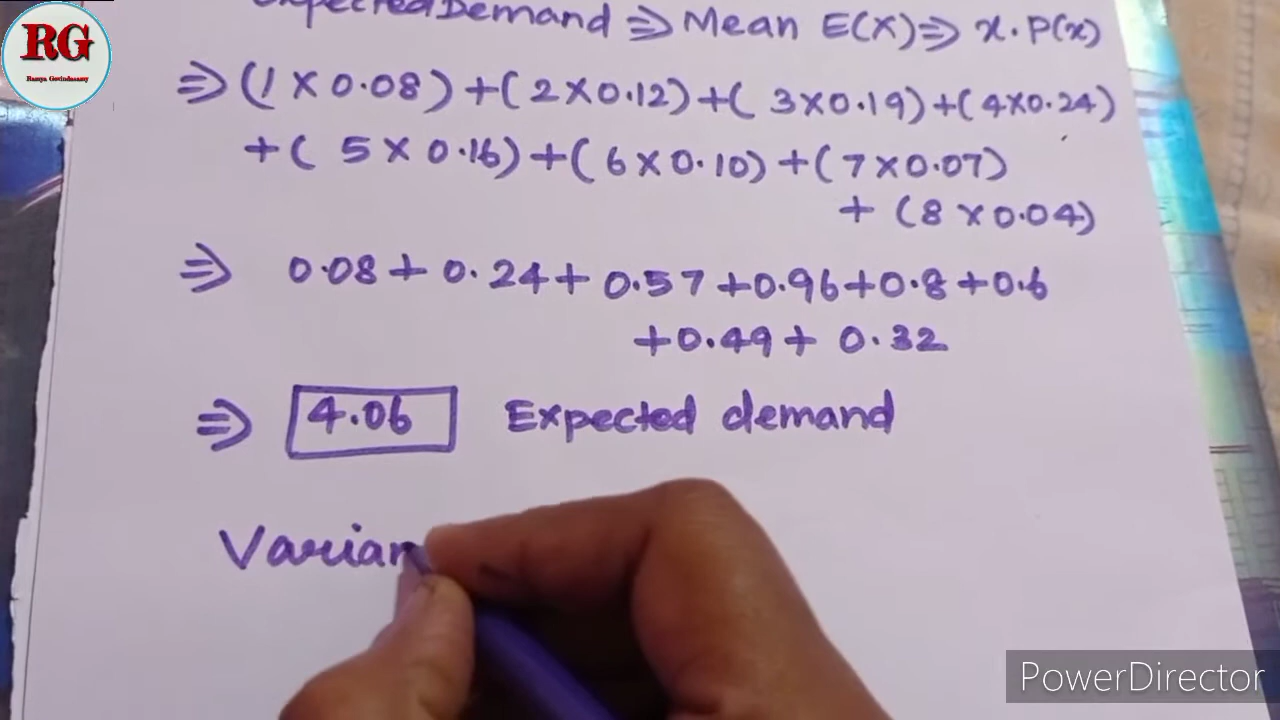 RG
Ramya Govindasamy
Expected Demand ⇒ Mean E(X) ⇒ x.P(x)
⇒ (1 X 0.08) + (2 X 0.12) + (3 X 0.19) + (4 X 0.24)
+ (5 X 0.16) + (6 X 0.10) + (7 X 0.07)
+ (8 X 0.04)
⇒ 0.08 + 0.24 + 0.57 + 0.96 + 0.8 + 0.6
+ 0.49 + 0.32
⇒ 4.06 Expected demand
Varian
PowerDirector